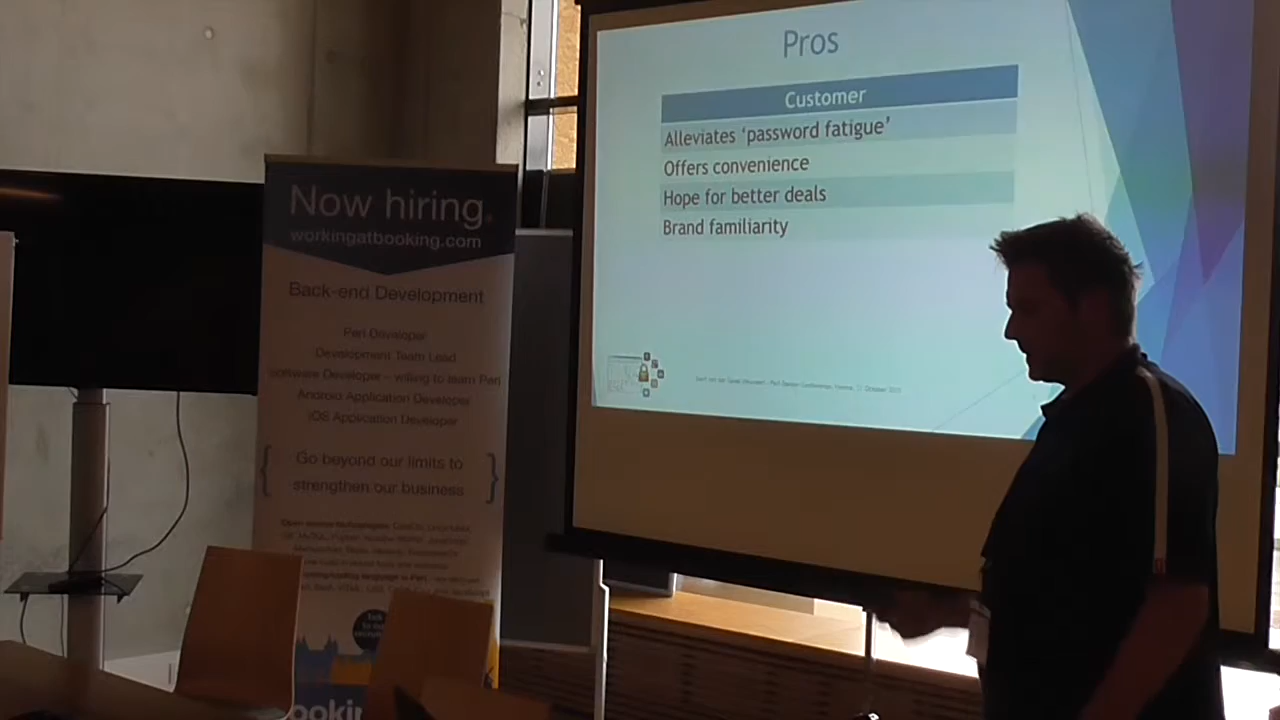 Pros
Customer
Alleviates ‘password fatigue’
Offers convenience
Hope for better deals
Brand familiarity
Now hiring.
workingatbooking.com
Back-end Development
Perl Developer
Development Team Lead
Software Developer – willing to learn Perl
Android Application Developer
iOS Application Developer
{ Go beyond our limits to
strengthen our business }